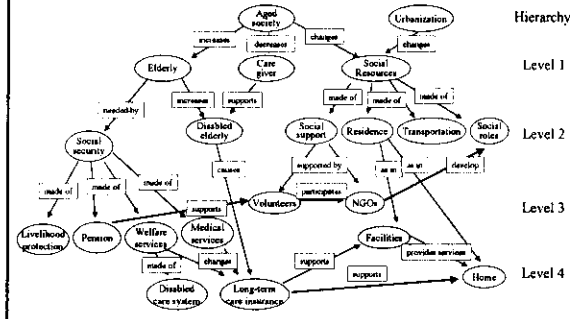 Aged society
Urbanization
Hierarchy
increases
decreases
changes
changes
Elderly
Care giver
Social Resources
Level 1
needed by
increases
supports
made of
made of
made of
Social security
Disabled elderly
Social support
Residence
Transportation
Social roles
Level 2
made of
made of
made of
causes
supported by
as in
as in
develop
supports
participates
Volunteers
NGOs
Level 3
Livelihood protection
Pension
Welfare services
Medical services
Facilities
made of
changes
supports
provides services
supports
Home
Level 4
Disabled care system
Long-term care insurance